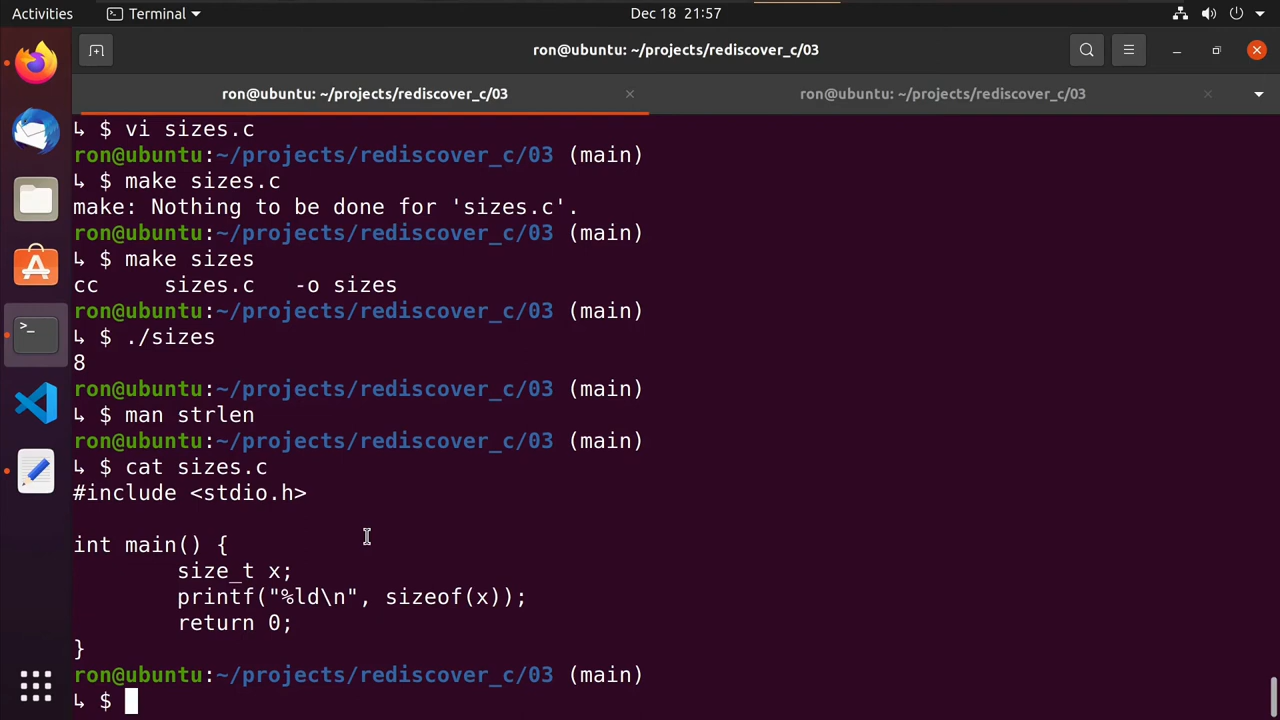 Activities
Terminal
Dec 18 21:57
ron@ubuntu: ~/projects/rediscover_c/03
ron@ubuntu: ~/projects/rediscover_c/03
ron@ubuntu: ~/projects/rediscover_c/03
↳ $ vi sizes.c
ron@ubuntu:~/projects/rediscover_c/03 (main)
↳ $ make sizes.c
make: Nothing to be done for 'sizes.c'.
ron@ubuntu:~/projects/rediscover_c/03 (main)
↳ $ make sizes
cc     sizes.c   -o sizes
ron@ubuntu:~/projects/rediscover_c/03 (main)
↳ $ ./sizes
8
ron@ubuntu:~/projects/rediscover_c/03 (main)
↳ $ man strlen
ron@ubuntu:~/projects/rediscover_c/03 (main)
↳ $ cat sizes.c
#include <stdio.h>
int main() {
        size_t x;
        printf("%ld\n", sizeof(x));
        return 0;
}
ron@ubuntu:~/projects/rediscover_c/03 (main)
↳ $